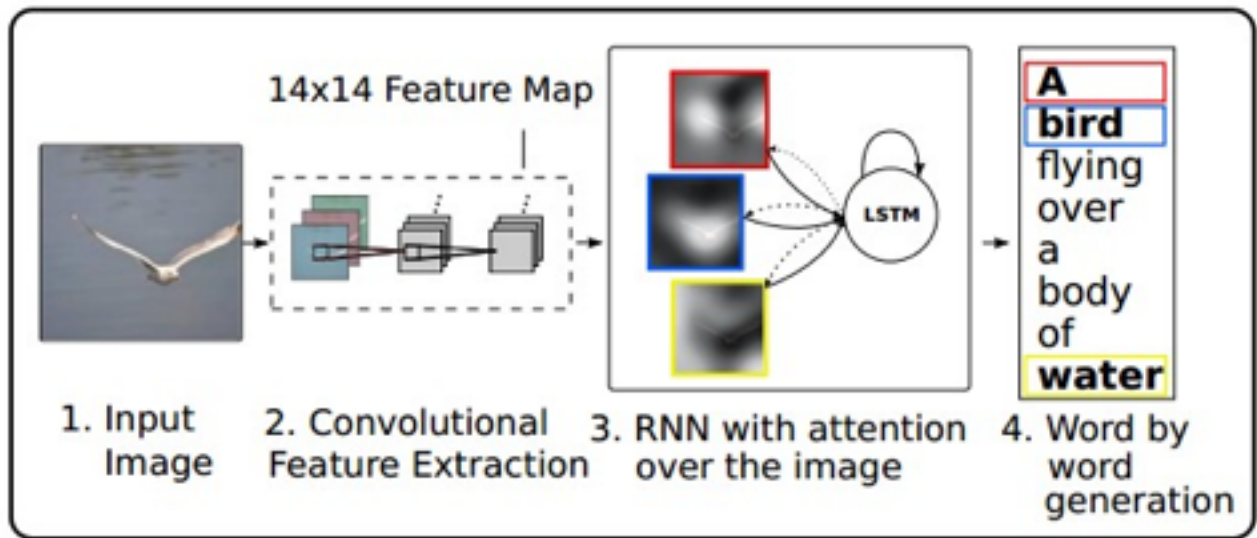 14x14 Feature Map
LSTM
A
bird
flying
over
a
body
of
water
1. Input
Image
2. Convolutional
Feature Extraction
3. RNN with attention
over the image
4. Word by
word
generation